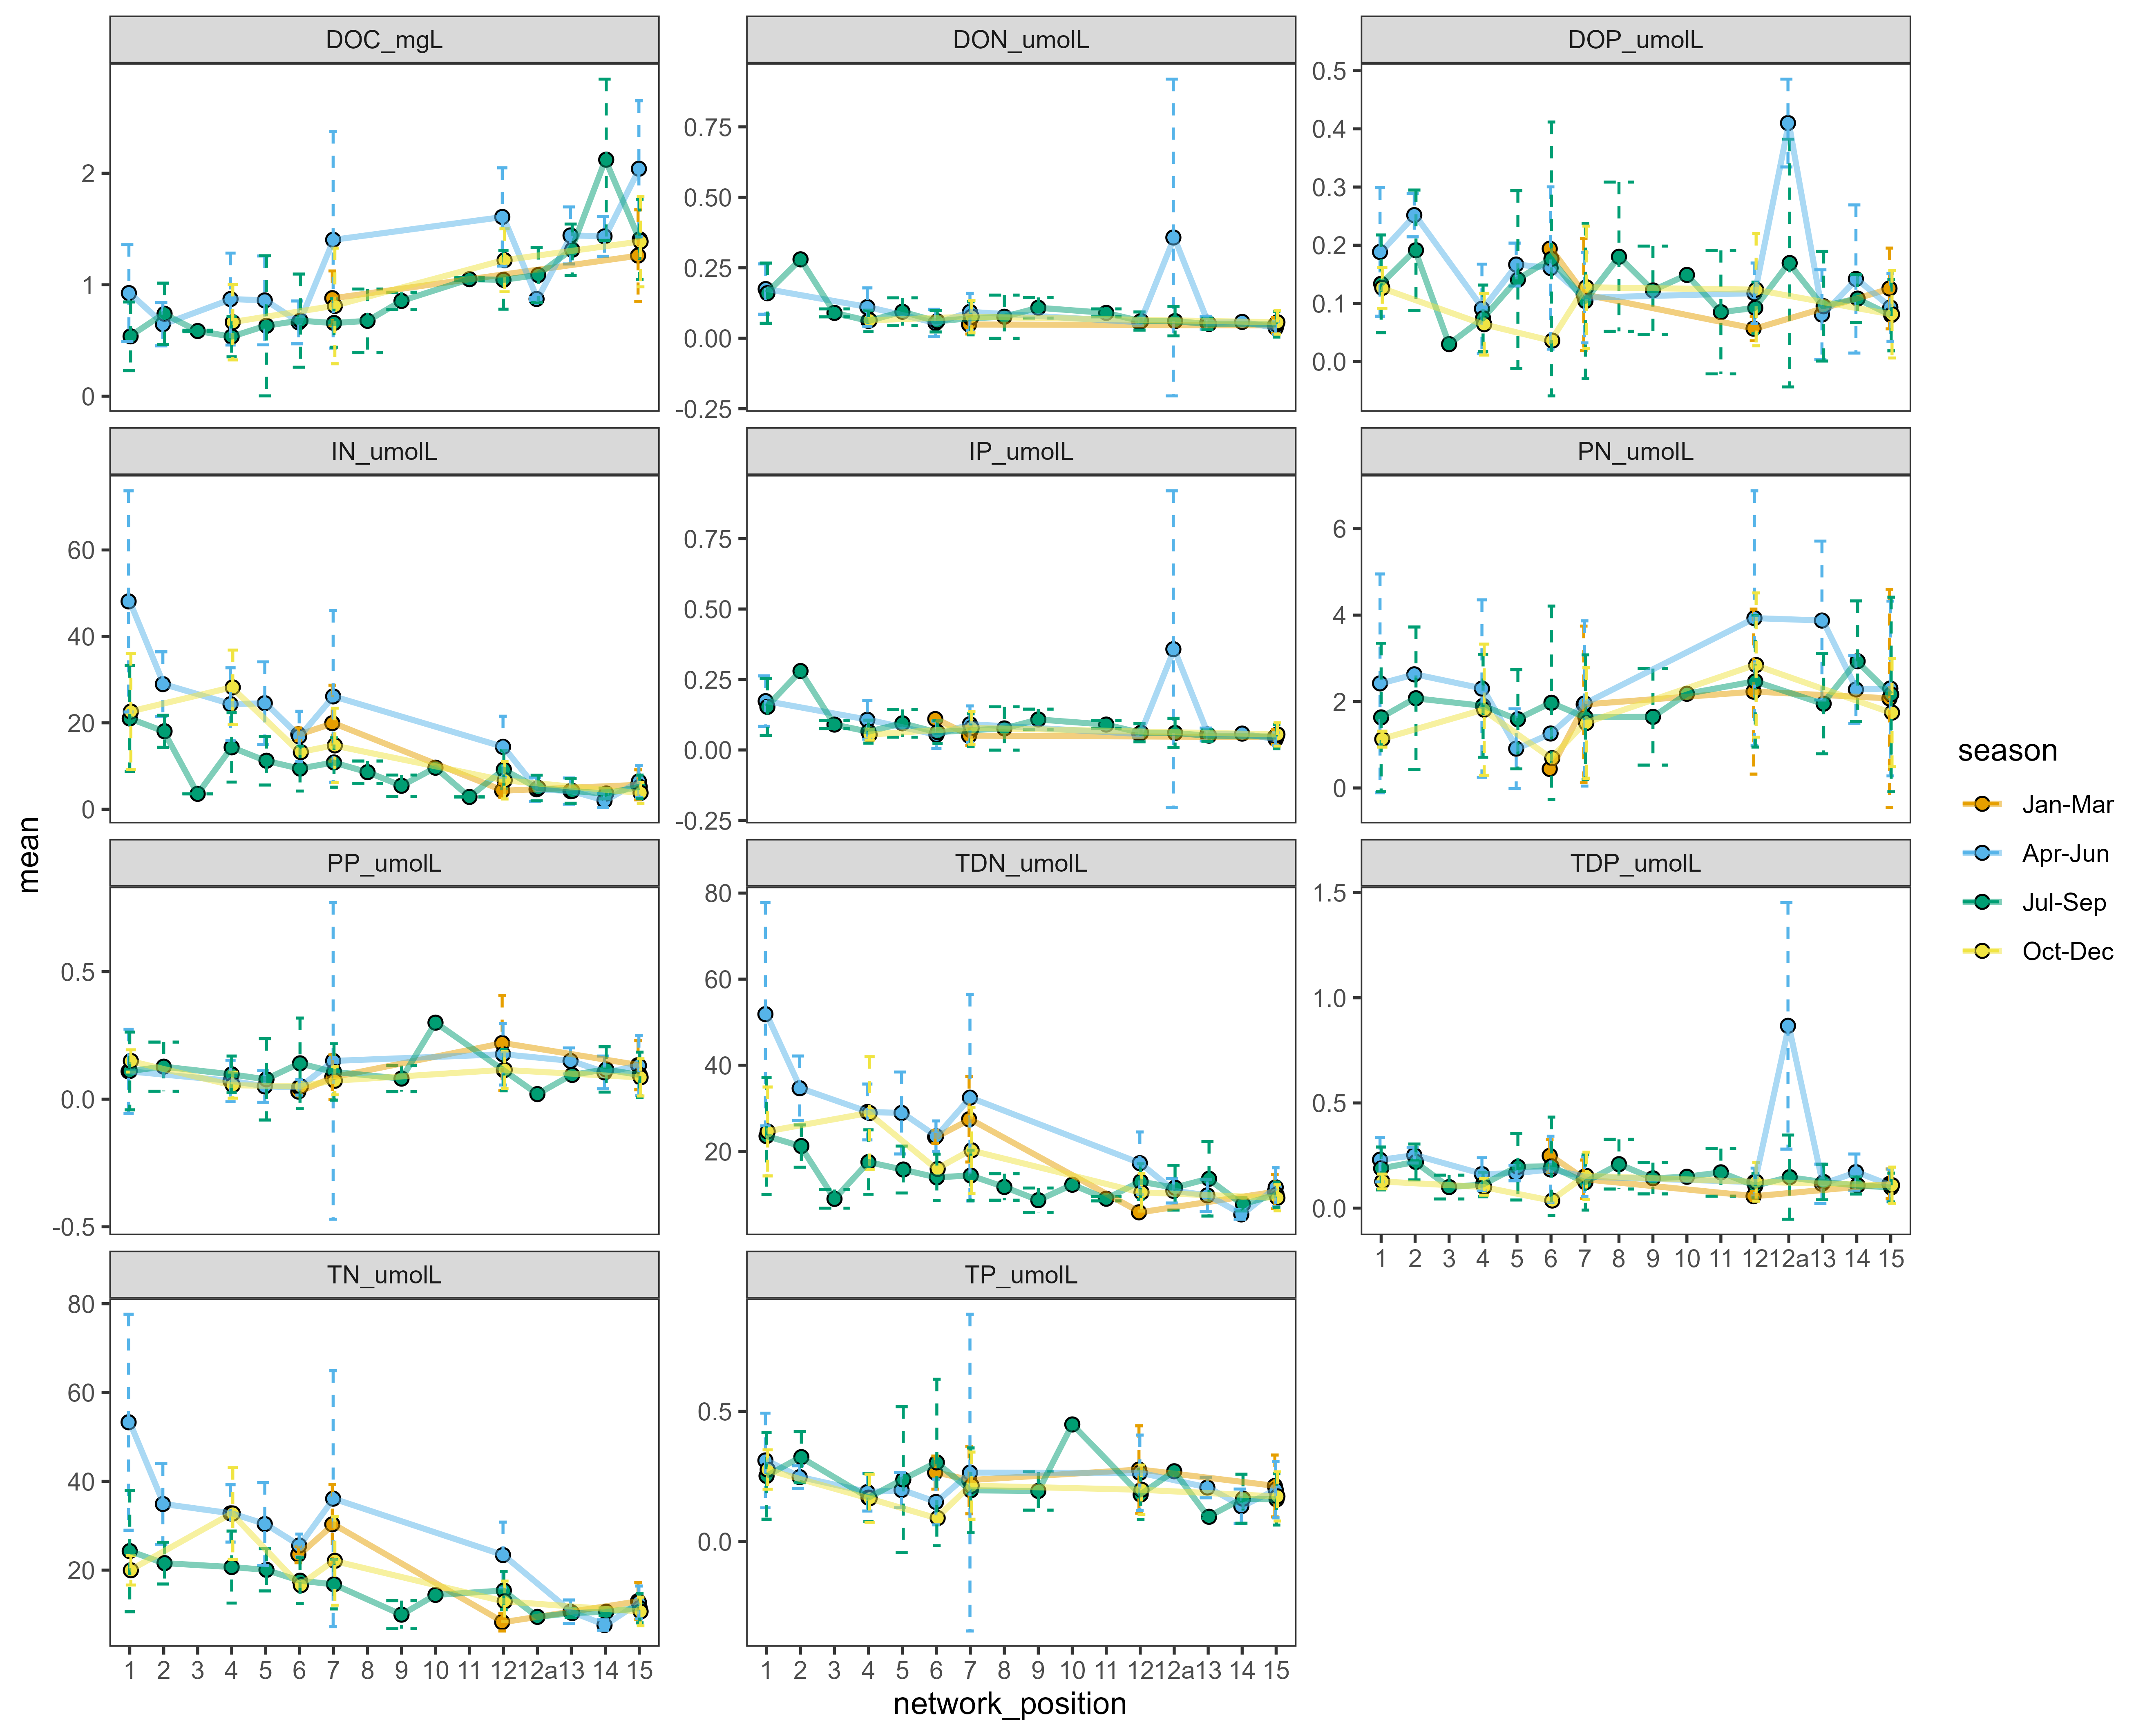 DOC_mgL
DON_umolL
DOP_umolL
2
1
0
0.75
0.50
0.25
0.00
-0.25
0.5
0.4
0.3
0.2
0.1
0.0
IN_umolL
IP_umolL
PN_umolL
60
40
20
0
0.75
0.50
0.25
0.00
-0.25
6
4
2
0
PP_umolL
TDN_umolL
TDP_umolL
0.5
0.0
-0.5
80
60
40
20
1.5
1.0
0.5
0.0
1 2 3 4 5 6 7 8 9 10 11 12 12a 13 14 15
TN_umolL
TP_umolL
80
60
40
20
0.5
0.0
1 2 3 4 5 6 7 8 9 10 11 12 12a 13 14 15
1 2 4 5 6 7 9 10 11 12 12a 13 14 15
network_position
mean
season
Jan-Mar
Apr-Jun
Jul-Sep
Oct-Dec